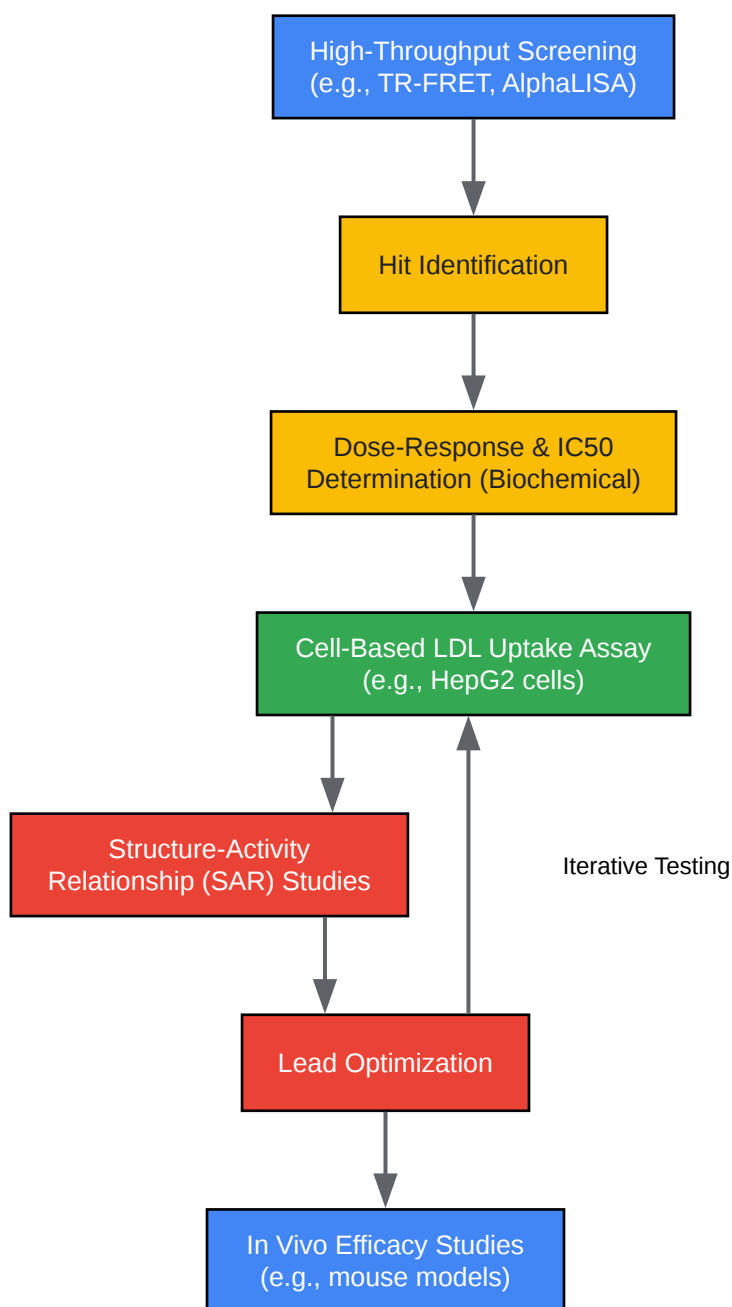 High-Throughput Screening
(e.g., TR-FRET, AlphaLISA)
Hit Identification
Dose-Response & IC50
Determination (Biochemical)
Cell-Based LDL Uptake Assay
(e.g., HepG2 cells)
Structure-Activity
Relationship (SAR) Studies
Iterative Testing
Lead Optimization
In Vivo Efficacy Studies
(e.g., mouse models)